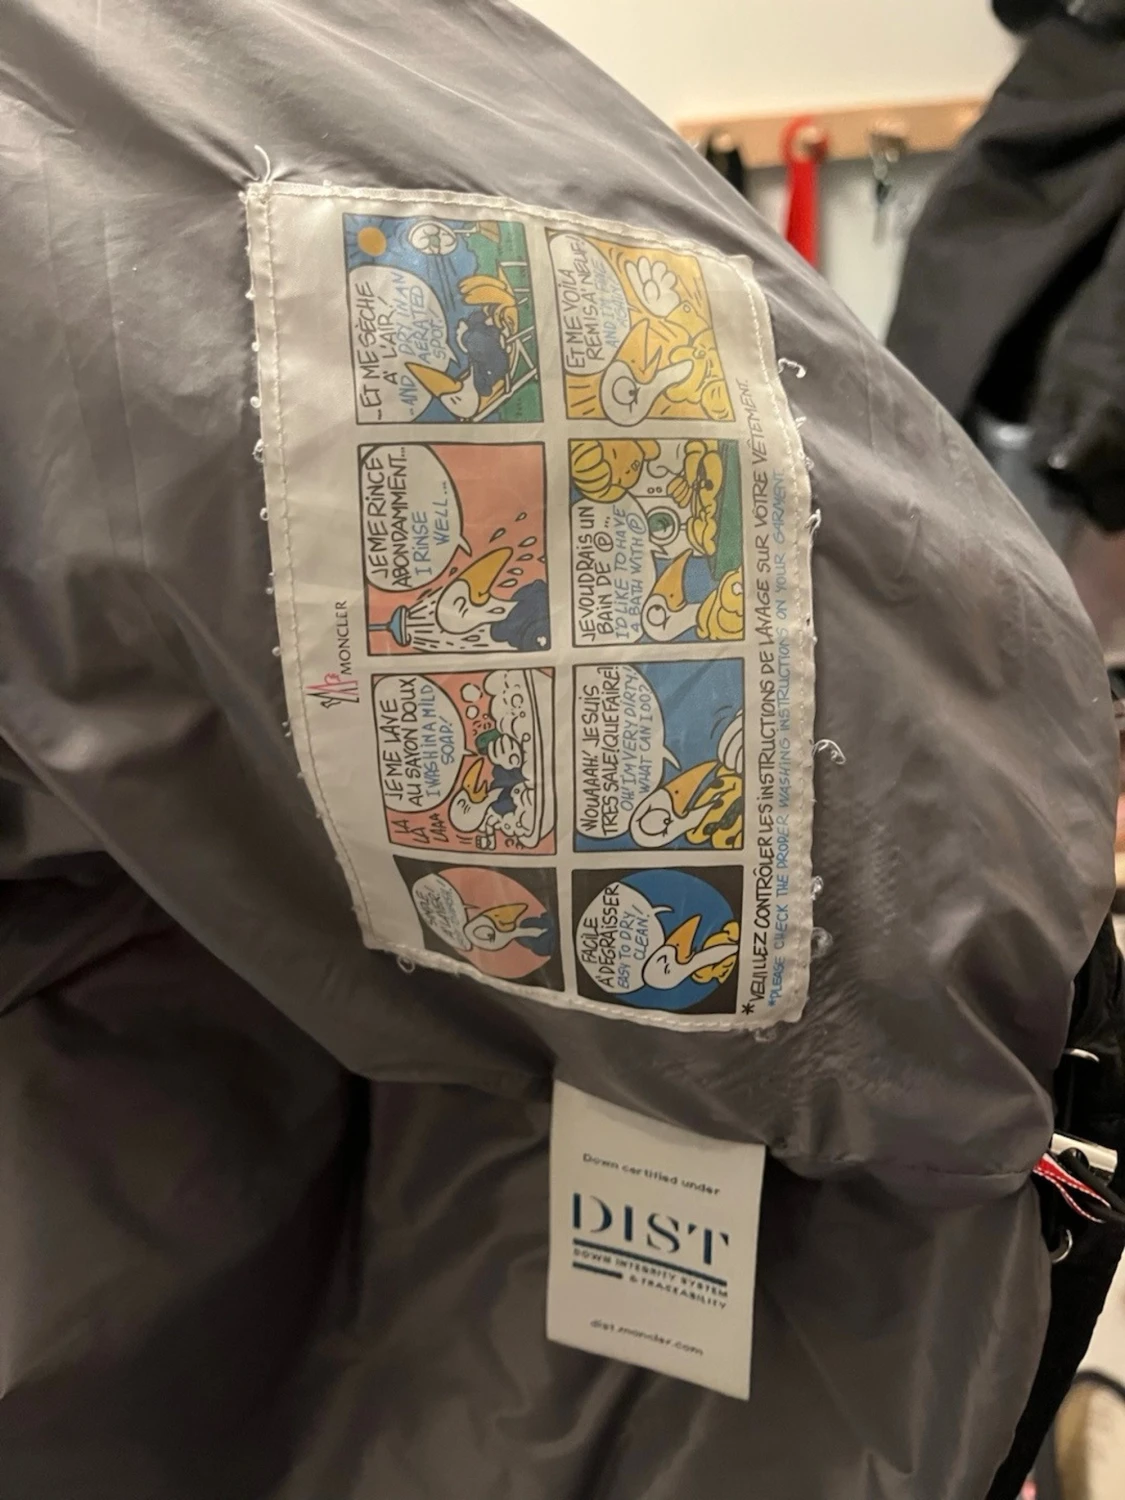 MONCLER
JE ME LAVE
AU SAVON DOUX
I WASH IN A MILD
SOAP!
LA
LA
LAAA
JE ME RINCE
ABONDAMMENT...
I RINSE
WELL...
...ET ME SÈCHE
À L'AIR!
...AND DRY IN AN
AERATED
SPOT!
FACILE
À DÉGRAISSER
EASY TO DRY
CLEAN!
WOUAAAH! JE SUIS
TRES SALE! QUE FAIRE!
OH! I'M VERY DIRTY!
WHAT CAN I DO?
JE VOUDRAIS UN
BAIN DE Ⓟ...
I'D LIKE TO HAVE
A BATH WITH Ⓟ
ET ME VOILÀ
REMIS À NEUF!
AND I'M
*VEUILLEZ CONTRÔLER LES INSTRUCTIONS DE LAVAGE SUR VÔTRE VÊTEMENT.
*PLEASE CHECK THE PROPER WASHING INSTRUCTIONS ON YOUR GARMENT.
Down certified under
DIST
DOWN INTEGRITY SYSTEM
& TRACEABILITY
dist.moncler.com